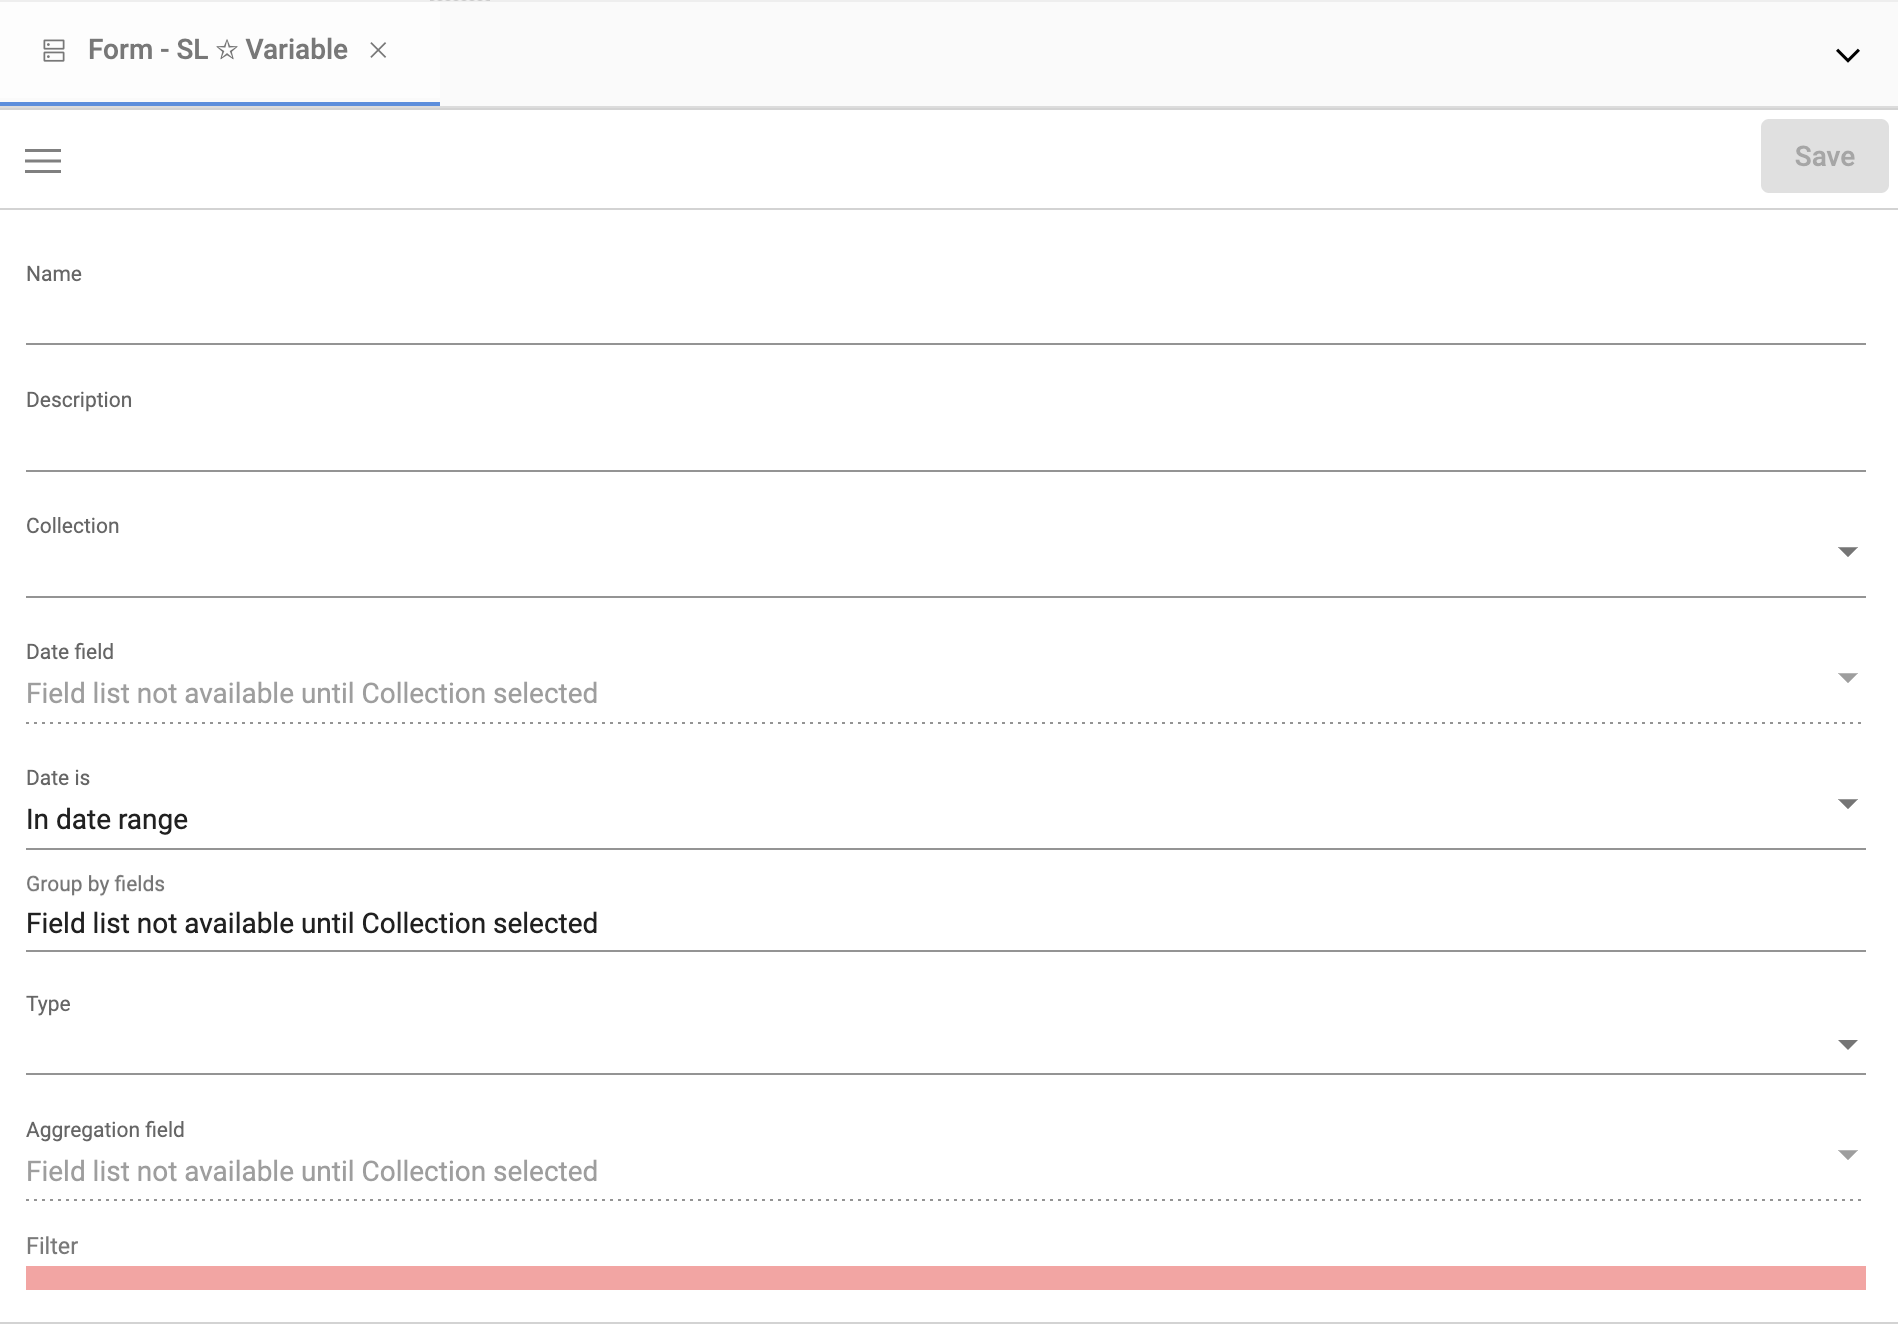 Form - SL ☆ Variable
Save
Name
Description
Collection
Date field
Field list not available until Collection selected
Date is
In date range
Group by fields
Field list not available until Collection selected
Type
Aggregation field
Field list not available until Collection selected
Filter